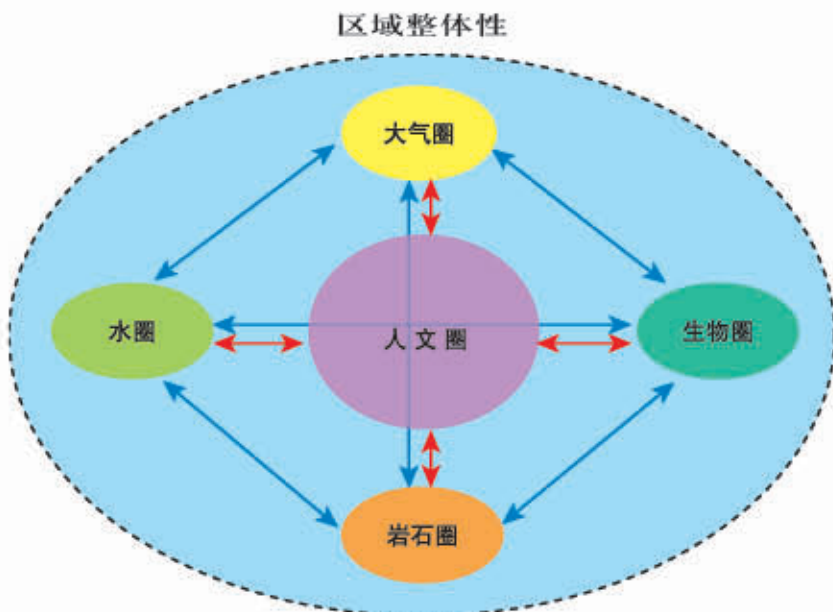 区域整体性
大气圈
水圈
人文圈
生物圈
岩石圈